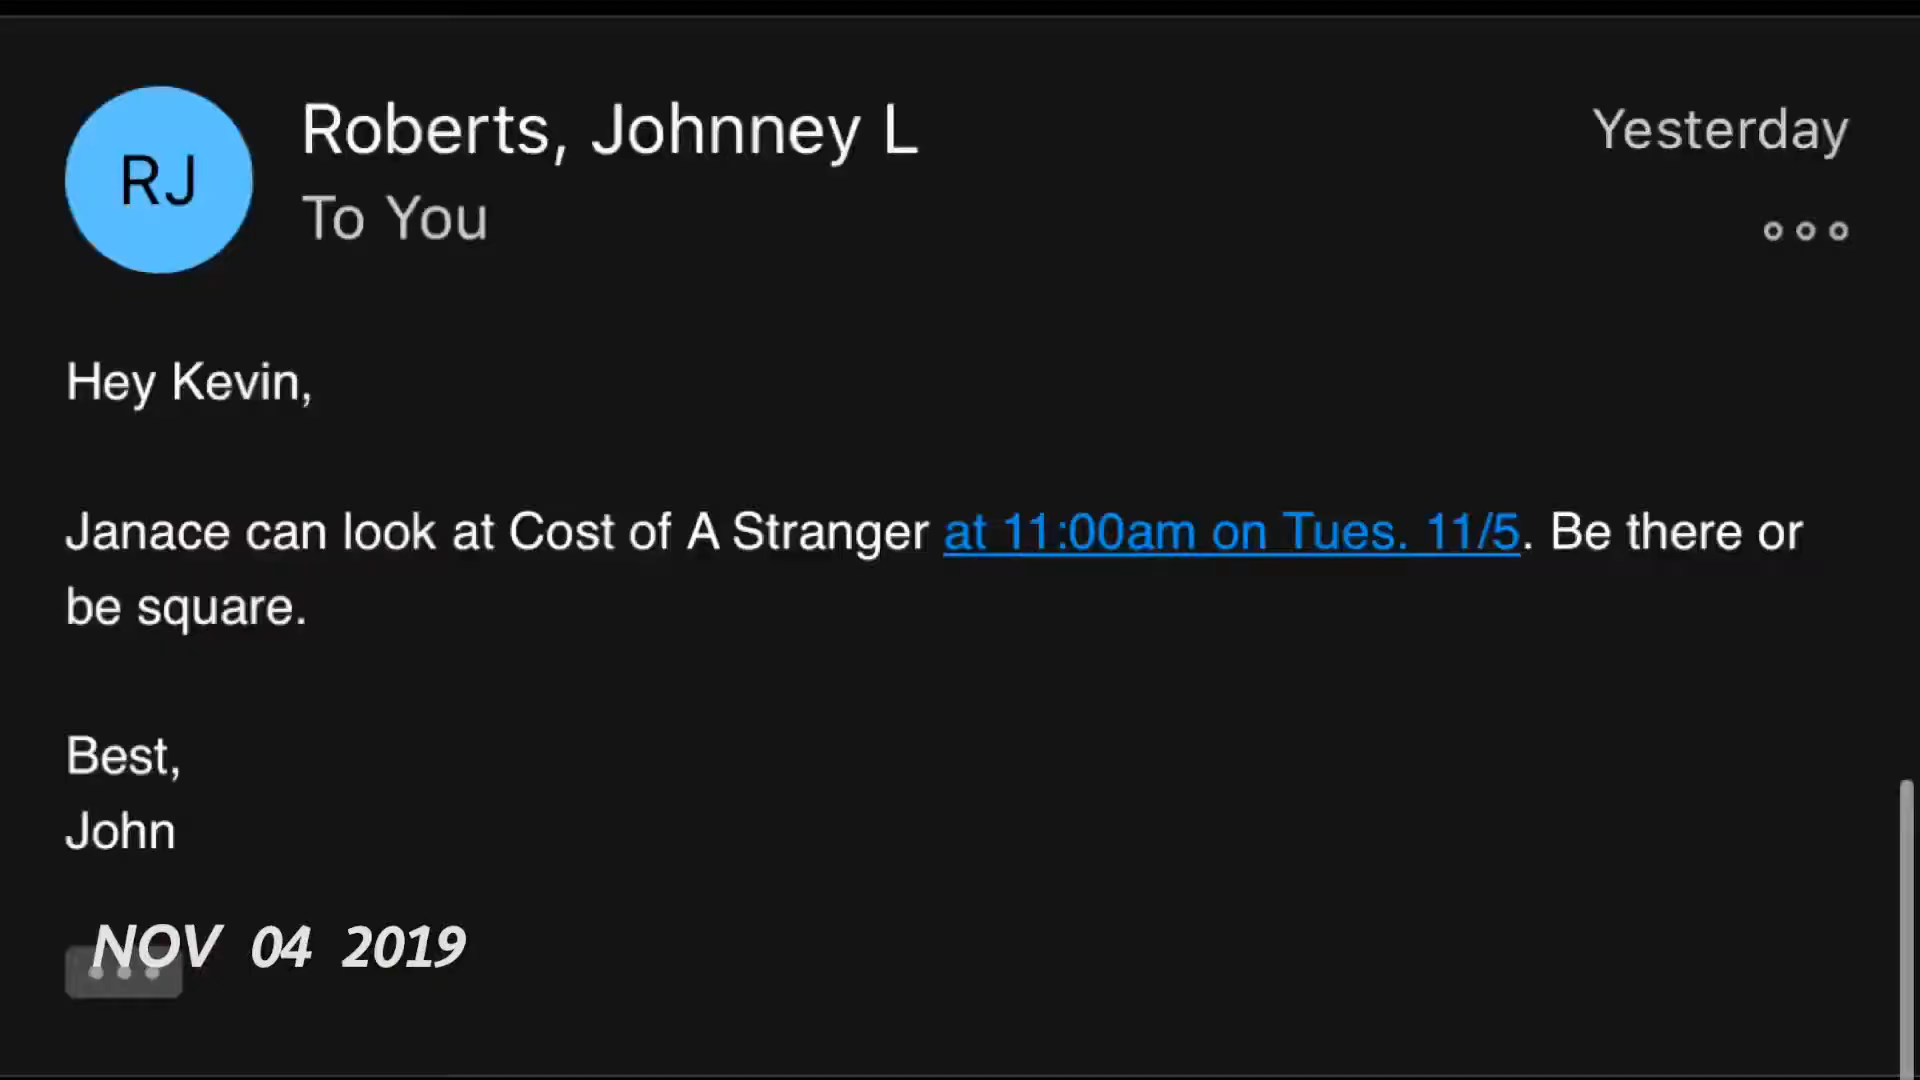 RJ
Roberts, Johnney L
Yesterday
To You
Hey Kevin,
Janace can look at Cost of A Stranger at 11:00am on Tues. 11/5. Be there or
be square.
Best,
John
NOV 04 2019